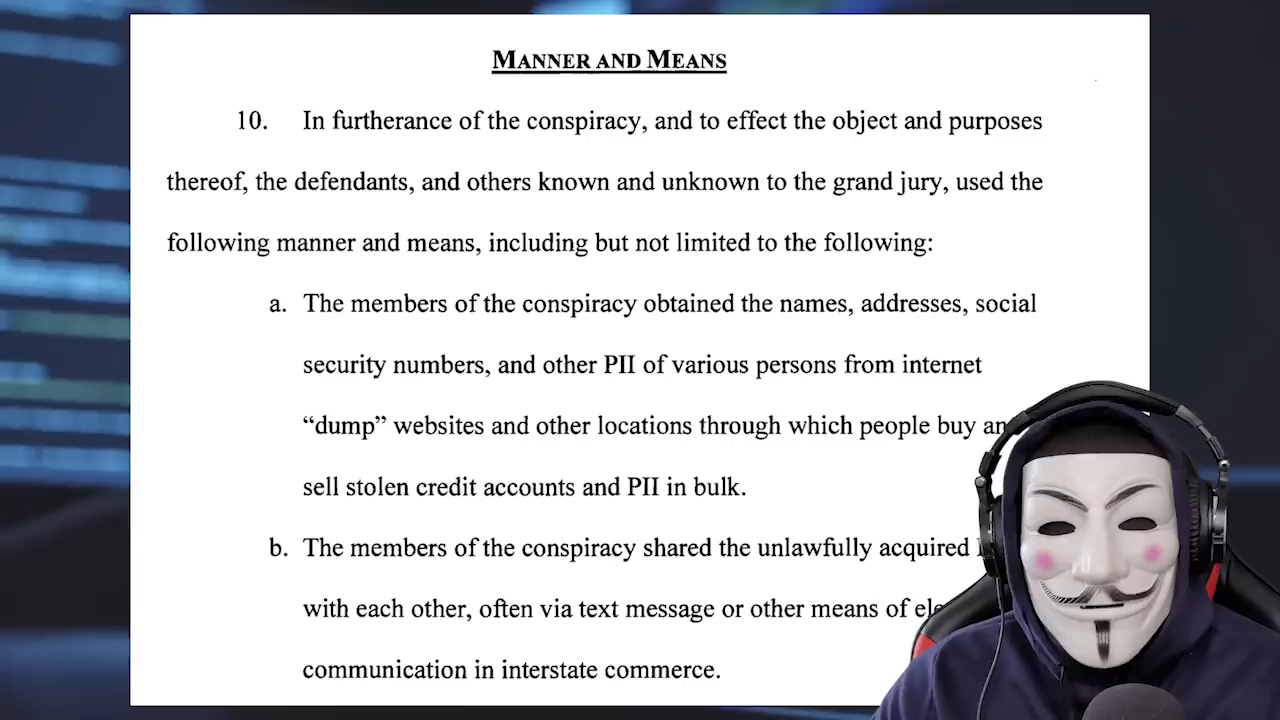 MANNER AND MEANS
10. In furtherance of the conspiracy, and to effect the object and purposes
thereof, the defendants, and others known and unknown to the grand jury, used the
following manner and means, including but not limited to the following:
a. The members of the conspiracy obtained the names, addresses, social
security numbers, and other PII of various persons from internet
“dump” websites and other locations through which people buy
sell stolen credit accounts and PII in bulk.
b. The members of the conspiracy shared the unlawfully acquired
with each other, often via text message or other means of
communication in interstate commerce.